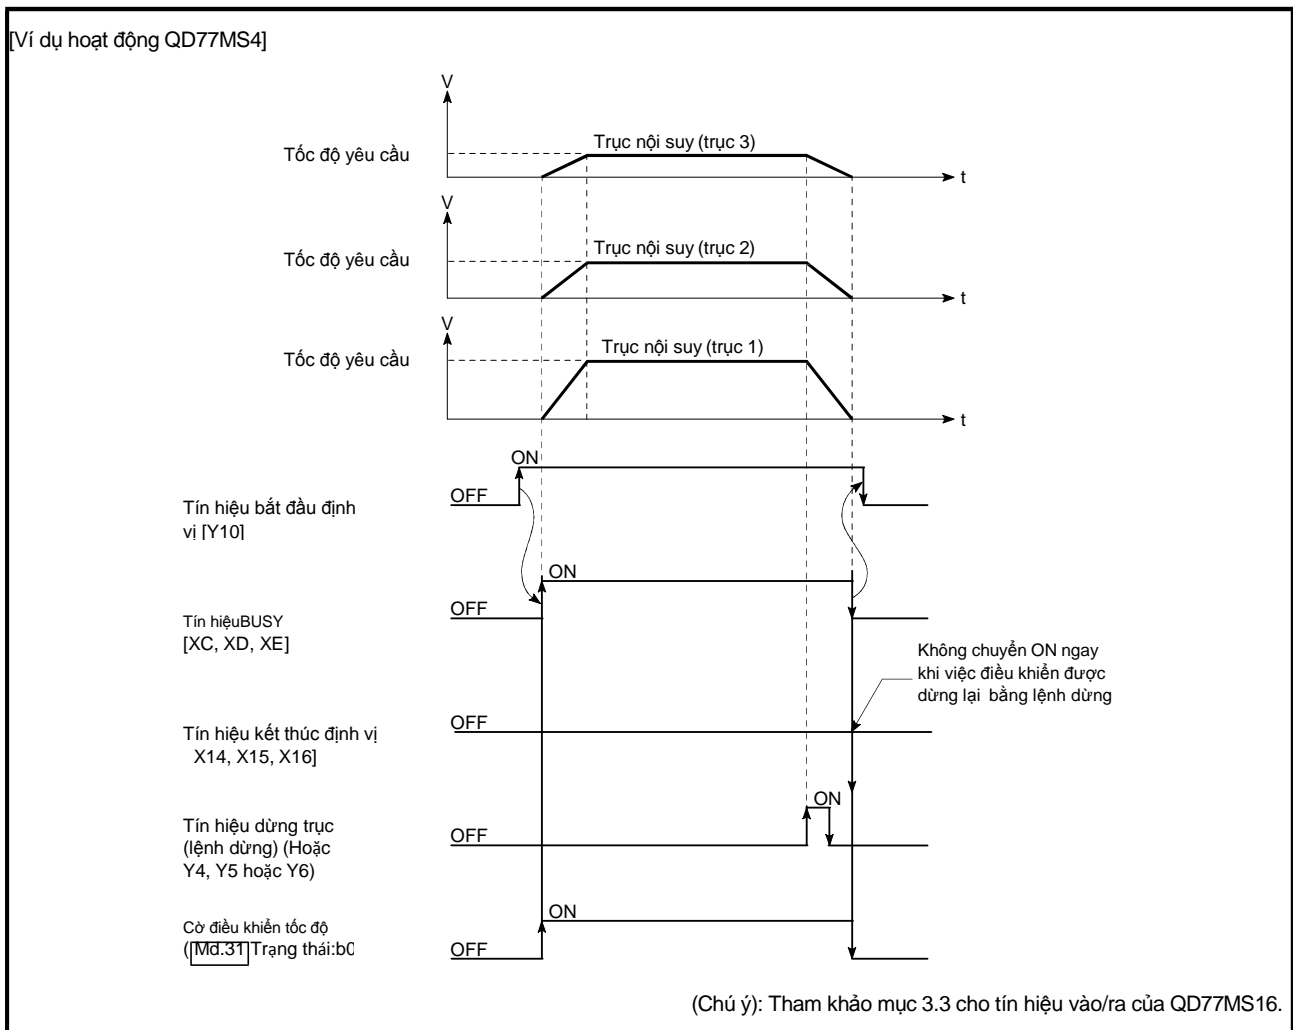 [Ví dụ hoạt động QD77MS4]
V
Trục nội suy (trục 3)
Tốc độ yêu cầu
t
V
Trục nội suy (trục 2)
Tốc độ yêu cầu
t
V
Trục nội suy (trục 1)
Tốc độ yêu cầu
t
ON
OFF
Tín hiệu bắt đầu định
vị [Y10]
ON
OFF
Tín hiệuBUSY
[XC, XD, XE]
Không chuyển ON ngay
khi việc điều khiển được
dừng lại bằng lệnh dừng
OFF
Tín hiệu kết thúc định vị
X14, X15, X16]
ON
Tín hiệu dừng trục
OFF
(lệnh dừng) (Hoặc
Y4, Y5 hoặc Y6)
ON
Cờ điều khiển tốc độ
(Md.31 Trạng thái:b0
OFF
(Chú ý): Tham khảo mục 3.3 cho tín hiệu vào/ra của QD77MS16.